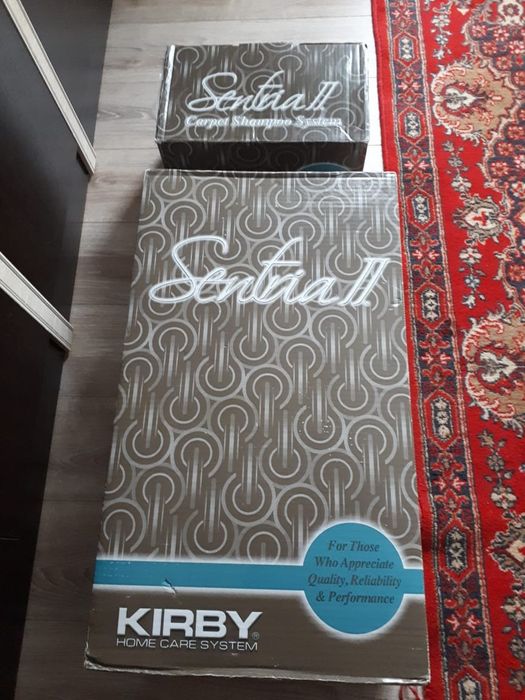 Sentria II
Carpet Shampoo System
Sentria II
For Those
Who Appreciate
Quality, Reliability
& Performance
KIRBY®
HOME CARE SYSTEM